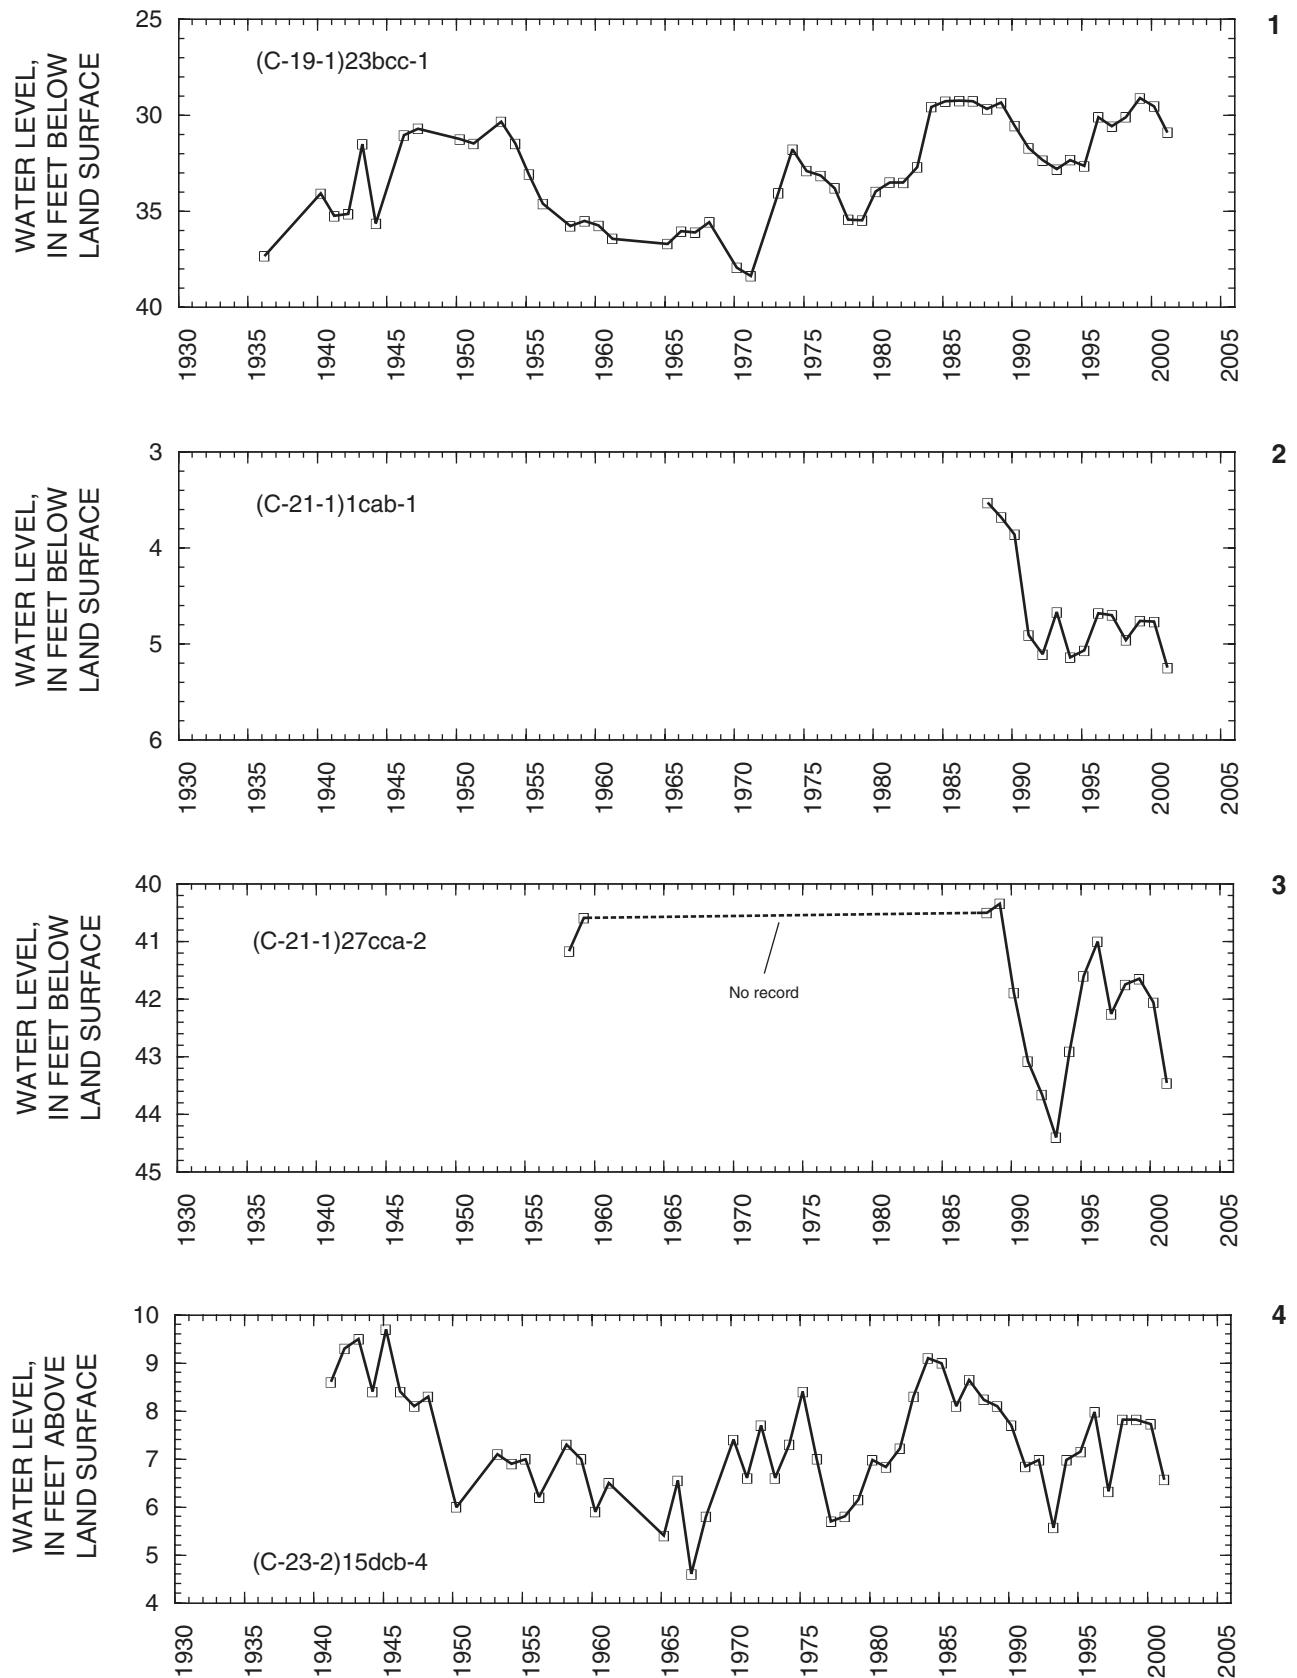 1
WATER LEVEL,
IN FEET BELOW
LAND SURFACE
25
30
35
40
(C-19-1)23bcc-1
1930 1935 1940 1945 1950 1955 1960 1965 1970 1975 1980 1985 1990 1995 2000 2005
2
WATER LEVEL,
IN FEET BELOW
LAND SURFACE
3
4
5
6
(C-21-1)1cab-1
1930 1935 1940 1945 1950 1955 1960 1965 1970 1975 1980 1985 1990 1995 2000 2005
3
WATER LEVEL,
IN FEET BELOW
LAND SURFACE
40
41
42
43
44
45
(C-21-1)27cca-2
No record
1930 1935 1940 1945 1950 1955 1960 1965 1970 1975 1980 1985 1990 1995 2000 2005
4
WATER LEVEL,
IN FEET ABOVE
LAND SURFACE
10
9
8
7
6
5
4
(C-23-2)15dcb-4
1930 1935 1940 1945 1950 1955 1960 1965 1970 1975 1980 1985 1990 1995 2000 2005